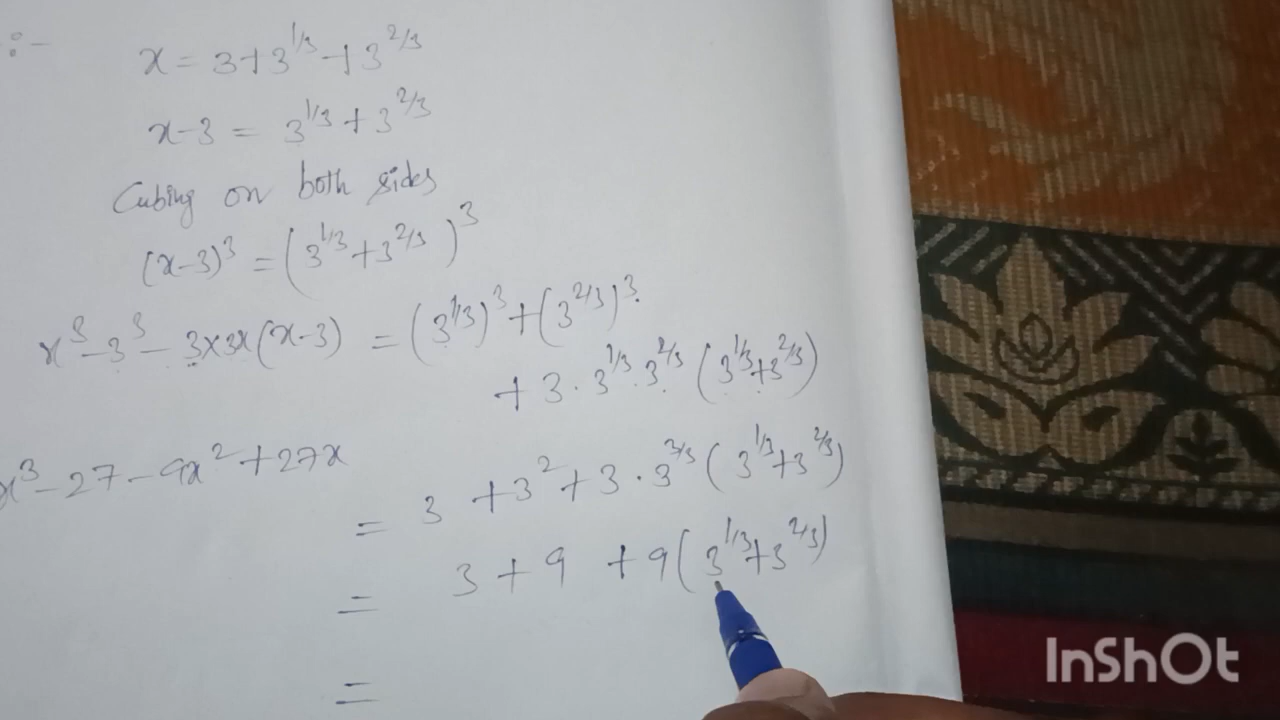 :-
x = 3+3^{1/3}+3^{2/3}
x-3 = 3^{1/3}+3^{2/3}
Cubing on both sides
(x-3)^3 = (3^{1/3}+3^{2/3})^3
x^3-3^3-3×3x(x-3) = (3^{1/3})^3+(3^{2/3})^3
+3·3^{1/3}·3^{2/3}(3^{1/3}+3^{2/3})
x^3-27-9x^2+27x
= 3+3^2+3·3^{3/3}(3^{1/3}+3^{2/3})
= 3+9+9(3^{1/3}+3^{2/3})
=
InShOt